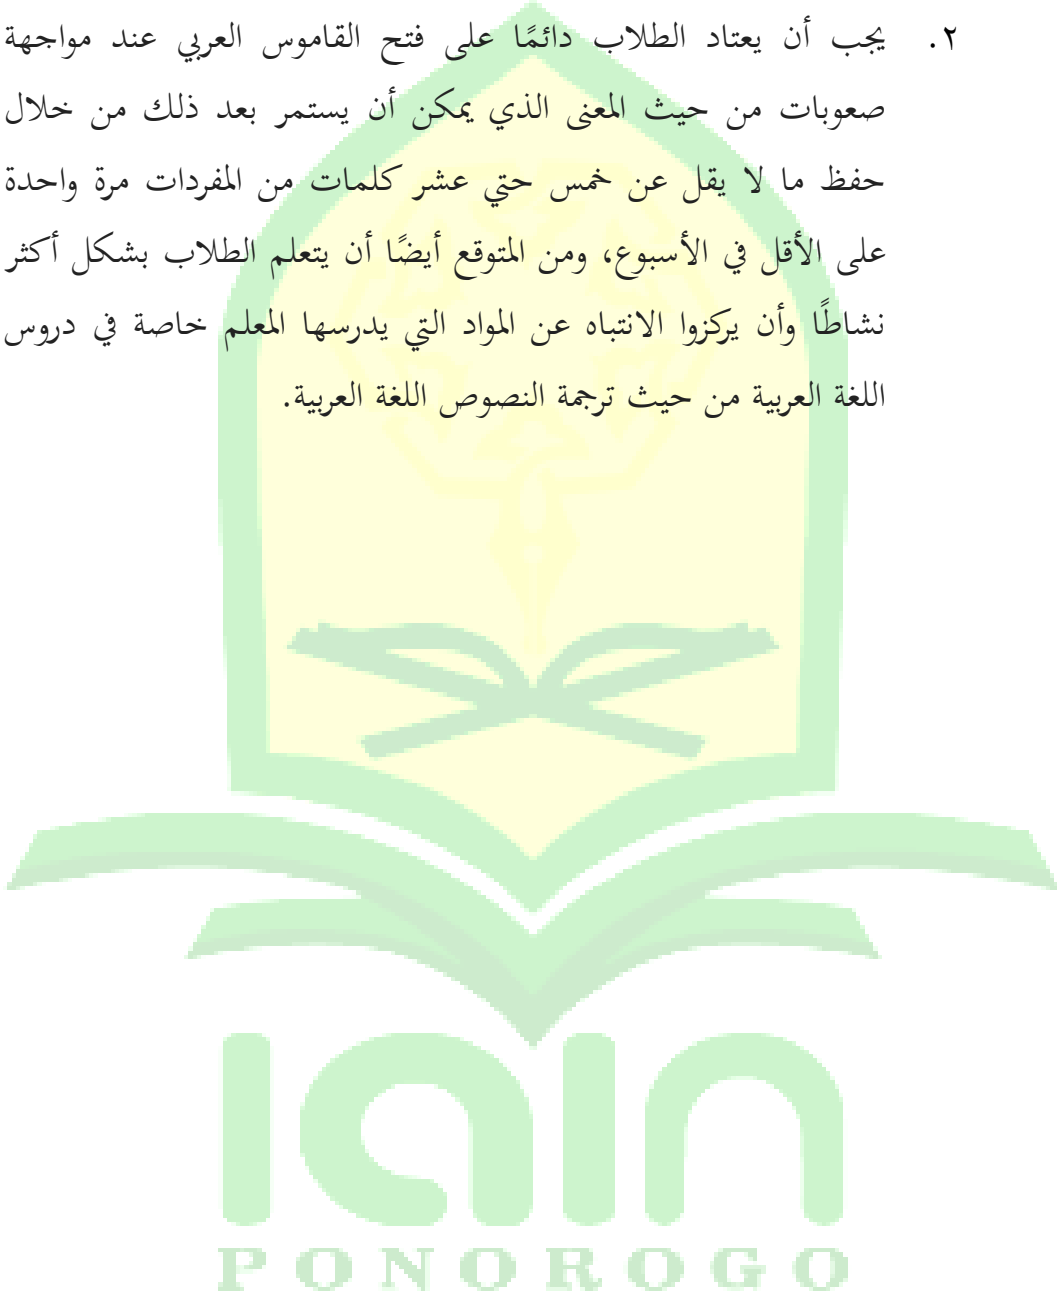 ٢. يجب أن يعتاد الطلاب دائمًا على فتح القاموس العربي عند مواجهة
صعوبات من حيث المعنى الذي يمكن أن يستمر بعد ذلك من خلال
حفظ ما لا يقل عن خمس حتي عشر كلمات من المفردات مرة واحدة
على الأقل في الأسبوع، ومن المتوقع أيضًا أن يتعلم الطلاب بشكل أكثر
نشاطًا وأن يركزوا الانتباه عن المواد التي يدرسها المعلم خاصة في دروس
اللغة العربية من حيث ترجمة النصوص اللغة العربية.
iain
PONOROGO